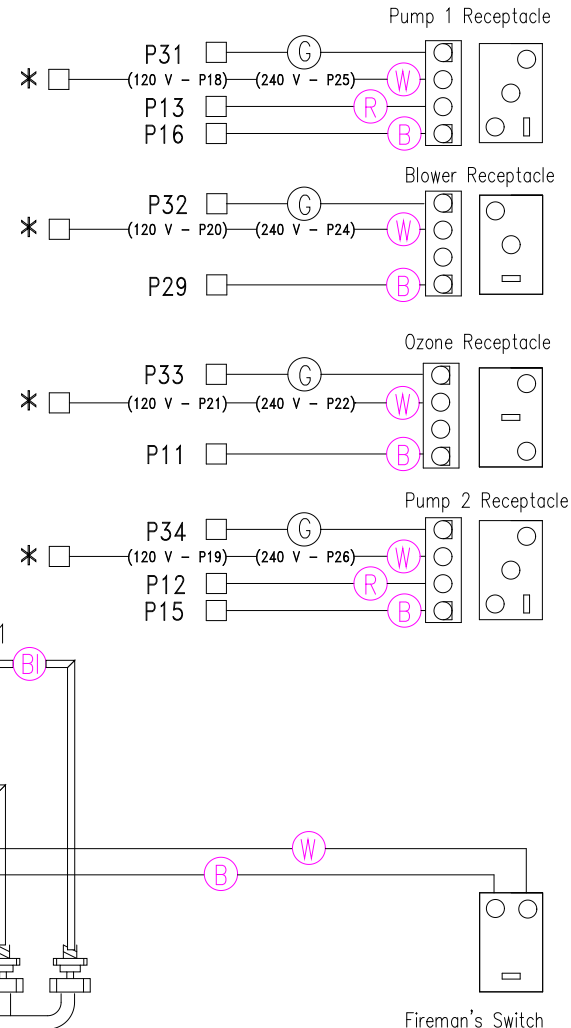 Pump 1 Receptacle
P31 G
* (120 V - P18) (240 V - P25) W
P13 R
P16 B
Blower Receptacle
P32 G
* (120 V - P20) (240 V - P24) W
P29 B
Ozone Receptacle
P33 G
* (120 V - P21) (240 V - P22) W
P11 B
Pump 2 Receptacle
P34 G
* (120 V - P19) (240 V - P26) W
P12 R
P15 B
1
Bl
W
B
Fireman's Switch